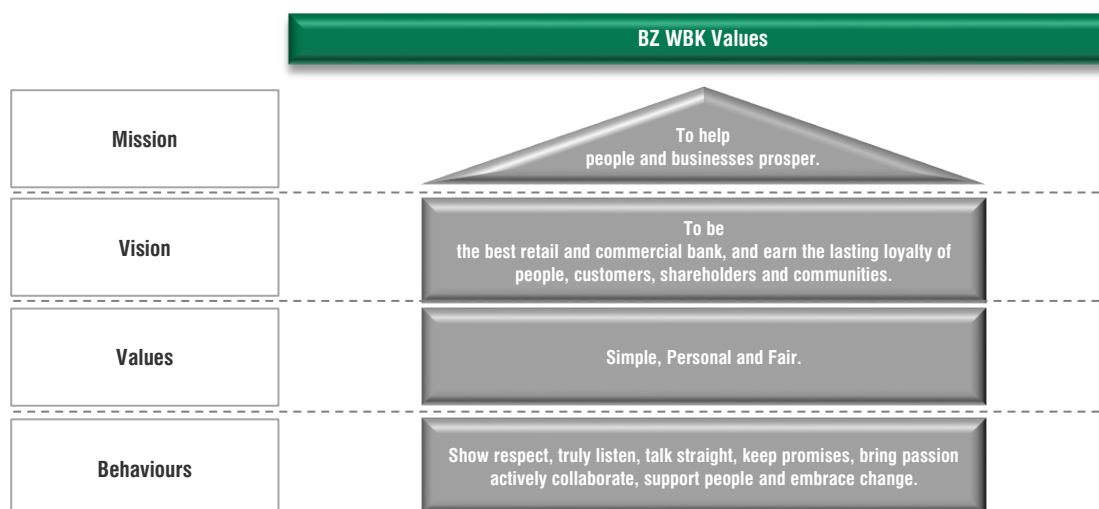 BZ WBK Values
Mission
To help
people and businesses prosper.
Vision
To be
the best retail and commercial bank, and earn the lasting loyalty of
people, customers, shareholders and communities.
Values
Simple, Personal and Fair.
Behaviours
Show respect, truly listen, talk straight, keep promises, bring passion
actively collaborate, support people and embrace change.